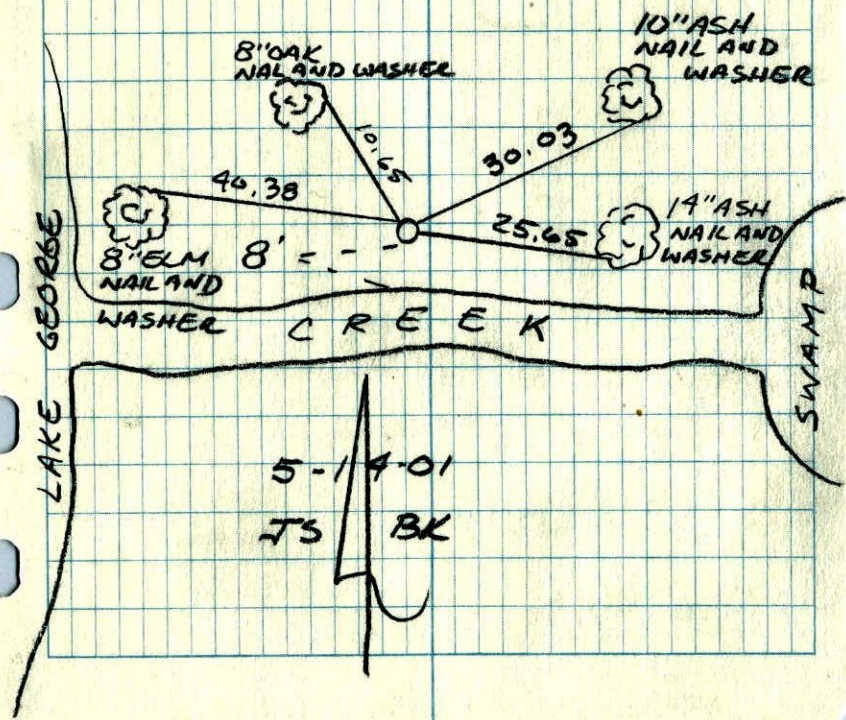 8"OAK
NAL AND WASHER
10"ASH
NAIL AND
WASHER
10.65
30.03
40.38
25.65
14"ASH
NAIL AND
WASHER
8"ELM
NAIL AND
WASHER
8' =
CREEK
LAKE GEORGE
SWAMP
5-14-01
JS BK